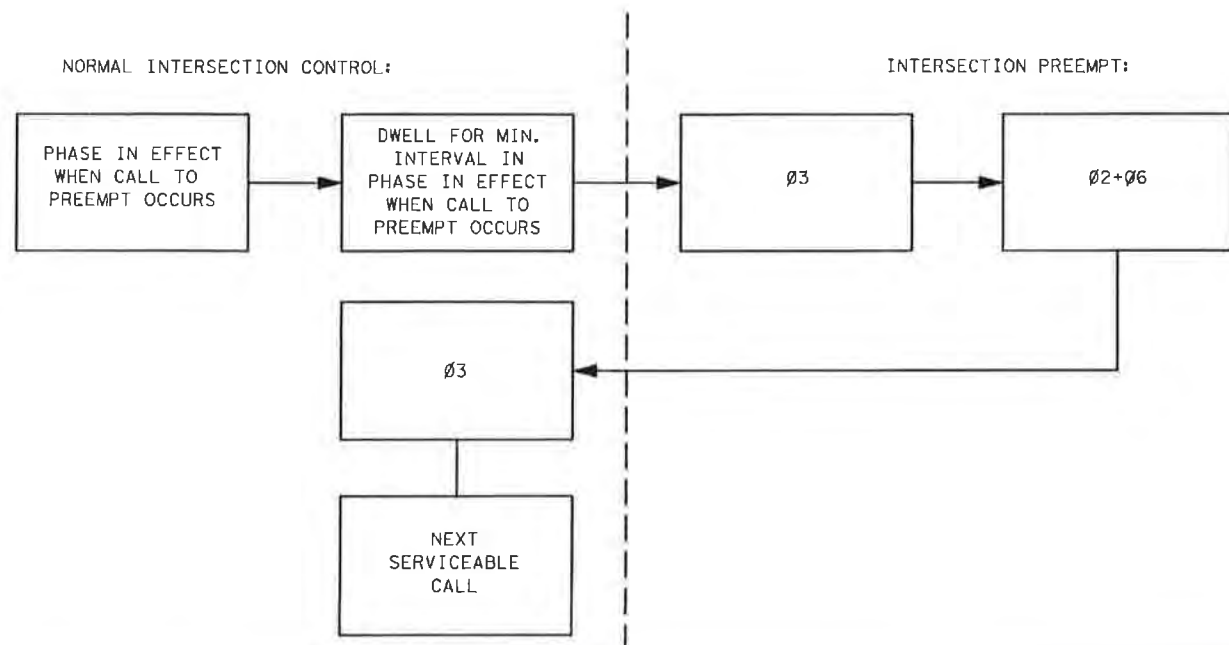 NORMAL INTERSECTION CONTROL:
INTERSECTION PREEMPT:
PHASE IN EFFECT
WHEN CALL TO
PREEMPT OCCURS
DWELL FOR MIN.
INTERVAL IN
PHASE IN EFFECT
WHEN CALL TO
PREEMPT OCCURS
Ø3
Ø2+Ø6
Ø3
NEXT
SERVICEABLE
CALL